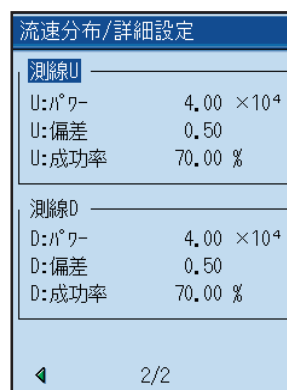 流速分布/詳細設定
測線U
U:ﾊﾟﾜｰ 4.00 ×10⁴
U:偏差 0.50
U:成功率 70.00 %
測線D
D:ﾊﾟﾜｰ 4.00 ×10⁴
D:偏差 0.50
D:成功率 70.00 %
2/2